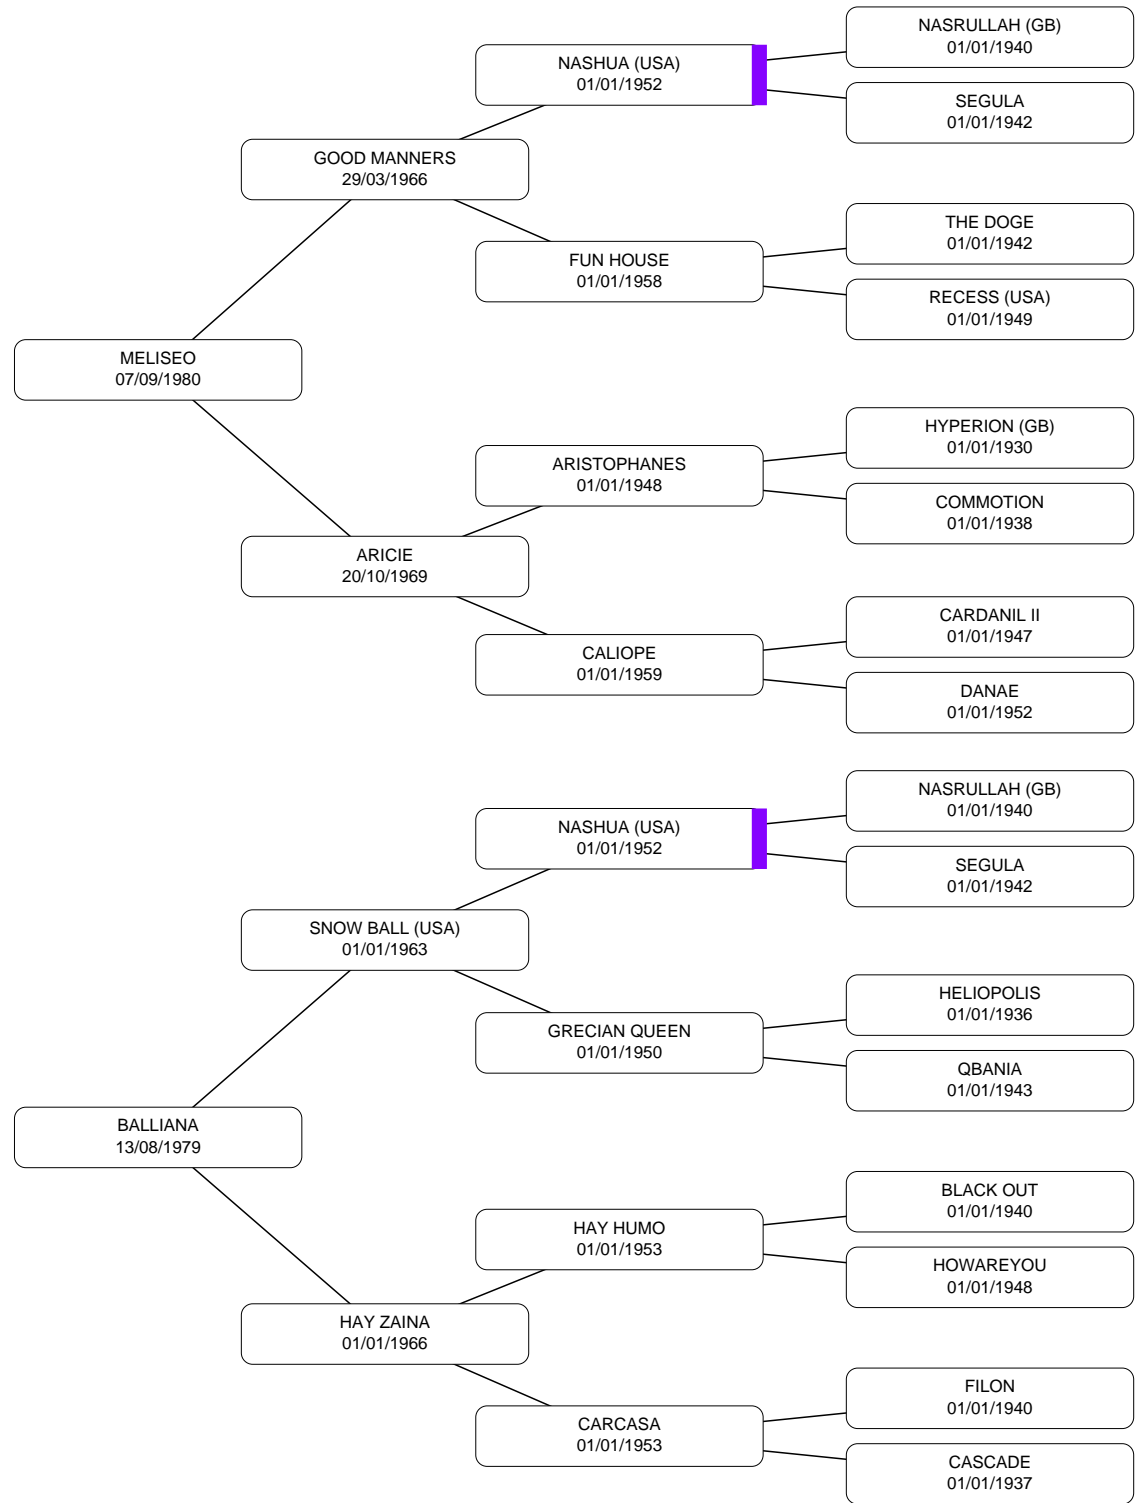 NASRULLAH (GB)
01/01/1940
NASHUA (USA)
01/01/1952
SEGULA
01/01/1942
GOOD MANNERS
29/03/1966
THE DOGE
01/01/1942
FUN HOUSE
01/01/1958
RECESS (USA)
01/01/1949
MELISEO
07/09/1980
HYPERION (GB)
01/01/1930
ARISTOPHANES
01/01/1948
COMMOTION
01/01/1938
ARICIE
20/10/1969
CARDANIL II
01/01/1947
CALIOPE
01/01/1959
DANAE
01/01/1952
NASRULLAH (GB)
01/01/1940
NASHUA (USA)
01/01/1952
SEGULA
01/01/1942
SNOW BALL (USA)
01/01/1963
HELIOPOLIS
01/01/1936
GRECIAN QUEEN
01/01/1950
QBANIA
01/01/1943
BALLIANA
13/08/1979
BLACK OUT
01/01/1940
HAY HUMO
01/01/1953
HOWAREYOU
01/01/1948
HAY ZAINA
01/01/1966
FILON
01/01/1940
CARCASA
01/01/1953
CASCADE
01/01/1937